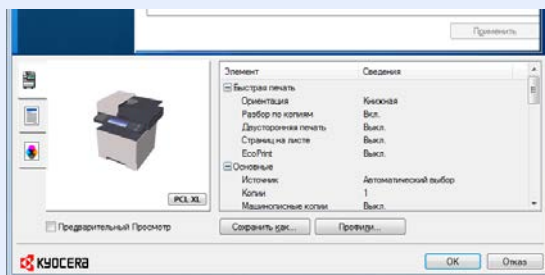 Применить
Элемент Сведения
Быстрая печать
Ориентация Книжная
Разбор по копиям Вкл.
Двусторонняя печать Выкл.
Страниц на листе Выкл.
EcoPrint Выкл.
Основные
Источник Автоматический выбор
Копии 1
Машинописные копии Выкл.
PCL XL
Предварительный Просмотр
Сохранить как...
Профили...
KYOCERA
OK
Отказ